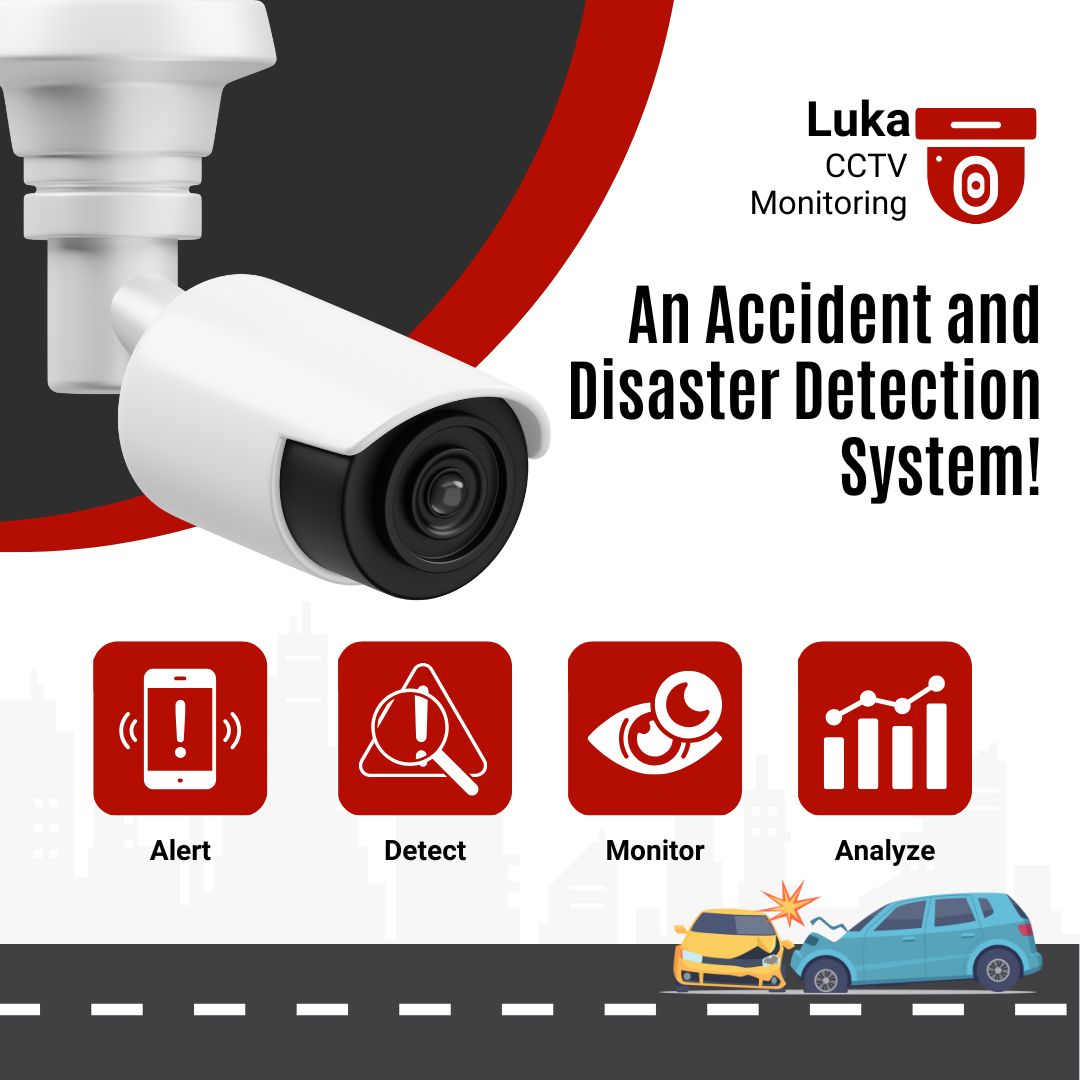 Luka
CCTV
Monitoring
An Accident and
Disaster Detection
System!
Alert
Detect
Monitor
Analyze